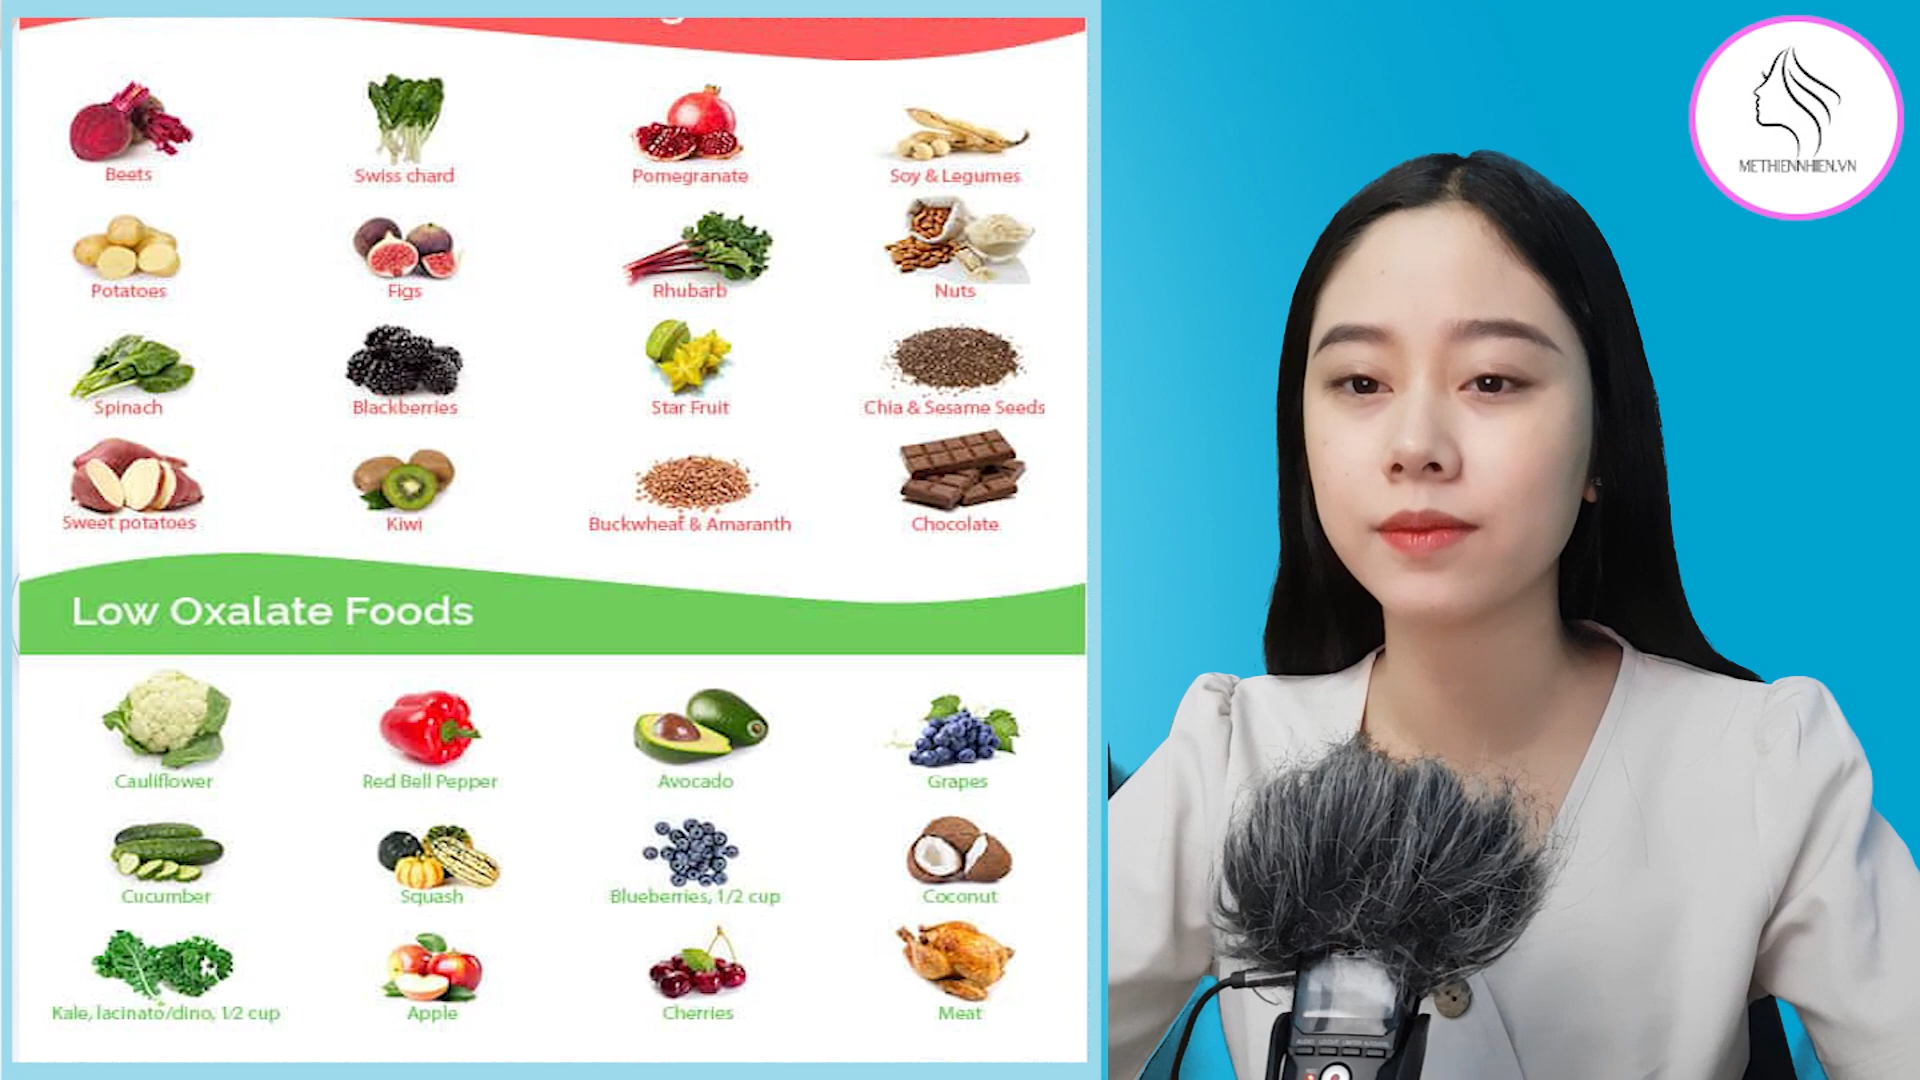 METHIENNHIEN.VN
Beets
Swiss chard
Pomegranate
Soy & Legumes
Potatoes
Figs
Rhubarb
Nuts
Spinach
Blackberries
Star Fruit
Chia & Sesame Seeds
Sweet potatoes
Kiwi
Buckwheat & Amaranth
Chocolate
Low Oxalate Foods
Cauliflower
Red Bell Pepper
Avocado
Grapes
Cucumber
Squash
Blueberries, 1/2 cup
Coconut
Kale, lacinato/dino, 1/2 cup
Apple
Cherries
Meat